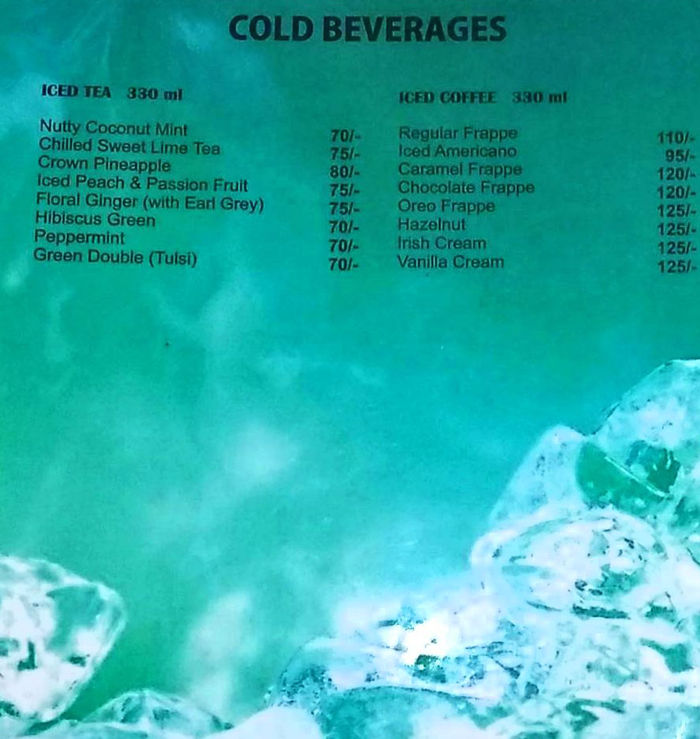 COLD BEVERAGES
ICED TEA 330 ml
Nutty Coconut Mint 70/-
Chilled Sweet Lime Tea 75/-
Crown Pineapple 80/-
Iced Peach & Passion Fruit 75/-
Floral Ginger (with Earl Grey) 75/-
Hibiscus Green 70/-
Peppermint 70/-
Green Double (Tulsi) 70/-
ICED COFFEE 330 ml
Regular Frappe 110/-
Iced Americano 95/-
Caramel Frappe 120/-
Chocolate Frappe 120/-
Oreo Frappe 125/-
Hazelnut 125/-
Irish Cream 125/-
Vanilla Cream 125/-